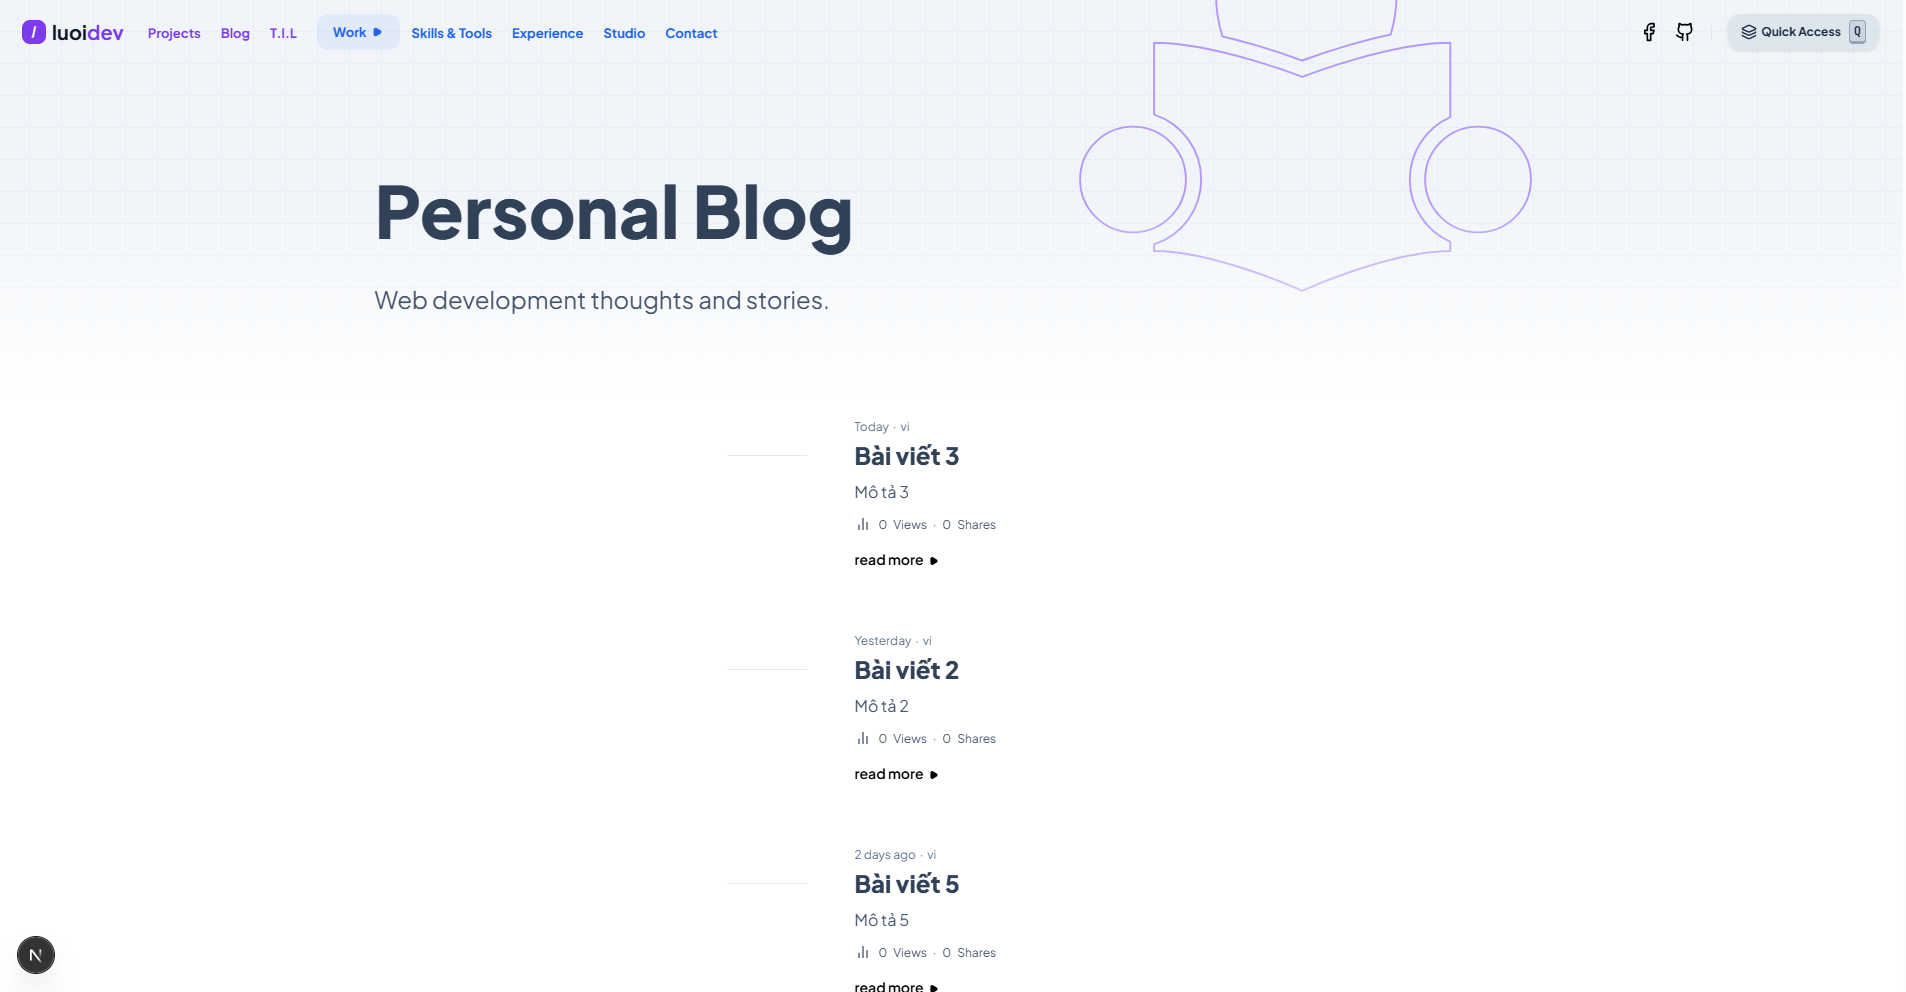 / luoidev Projects Blog T.I.L Work Skills & Tools Experience Studio Contact Quick Access Q
Personal Blog
Web development thoughts and stories.
Today · vi
Bài viết 3
Mô tả 3
0 Views · 0 Shares
read more
Yesterday · vi
Bài viết 2
Mô tả 2
0 Views · 0 Shares
read more
2 days ago · vi
Bài viết 5
Mô tả 5
0 Views · 0 Shares
read more
N